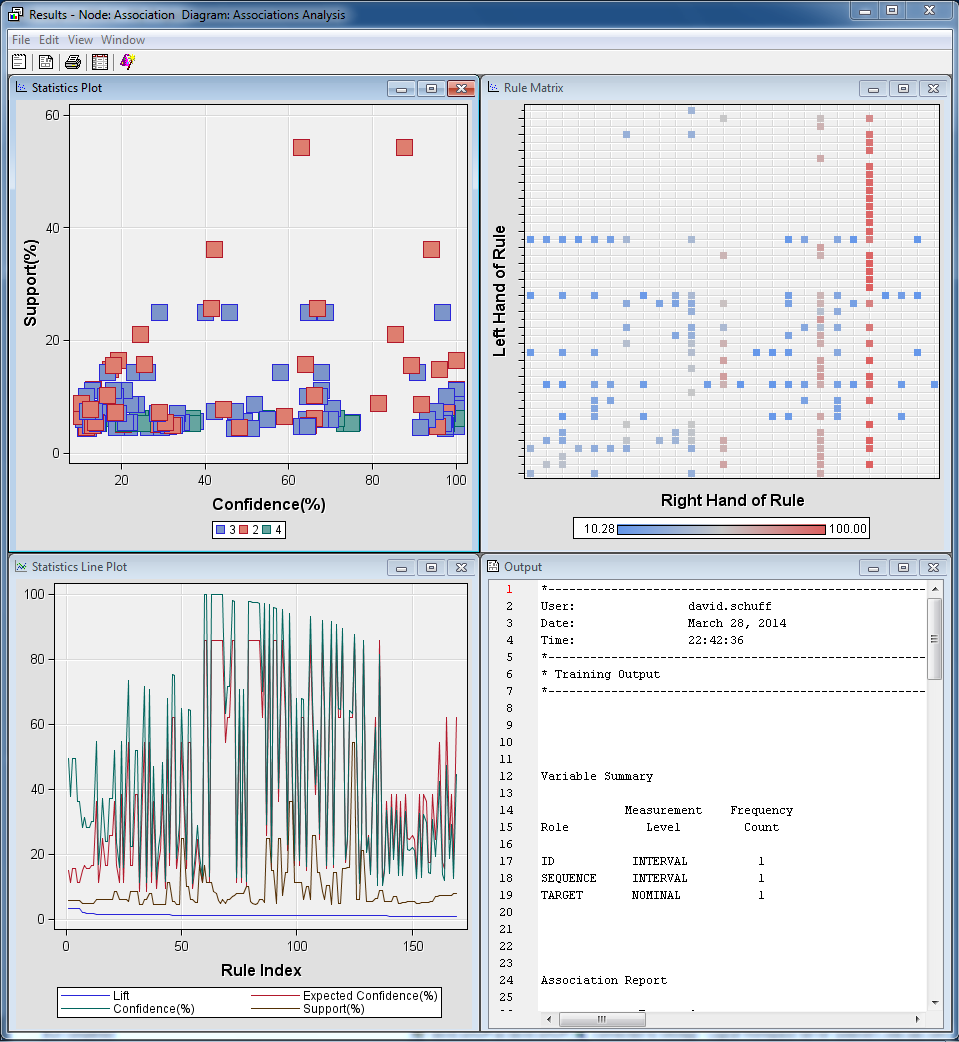 Results - Node: Association  Diagram: Associations Analysis
File Edit View Window
Statistics Plot
60
40
20
0
Support(%)
20 40 60 80 100
Confidence(%)
3 2 4
Rule Matrix
Left Hand of Rule
Right Hand of Rule
10.28 100.00
Statistics Line Plot
100
80
60
40
20
0
0 50 100 150
Rule Index
Lift Expected Confidence(%)
Confidence(%) Support(%)
Output
1 *------------------------------------------------------------
2 User: david.schuff
3 Date: March 28, 2014
4 Time: 22:42:36
5 *------------------------------------------------------------
6 * Training Output
7 *------------------------------------------------------------
8
9
10
11
12 Variable Summary
13
14 Measurement Frequency
15 Role Level Count
16
17 ID INTERVAL 1
18 SEQUENCE INTERVAL 1
19 TARGET NOMINAL 1
20
21
22
23
24 Association Report
25